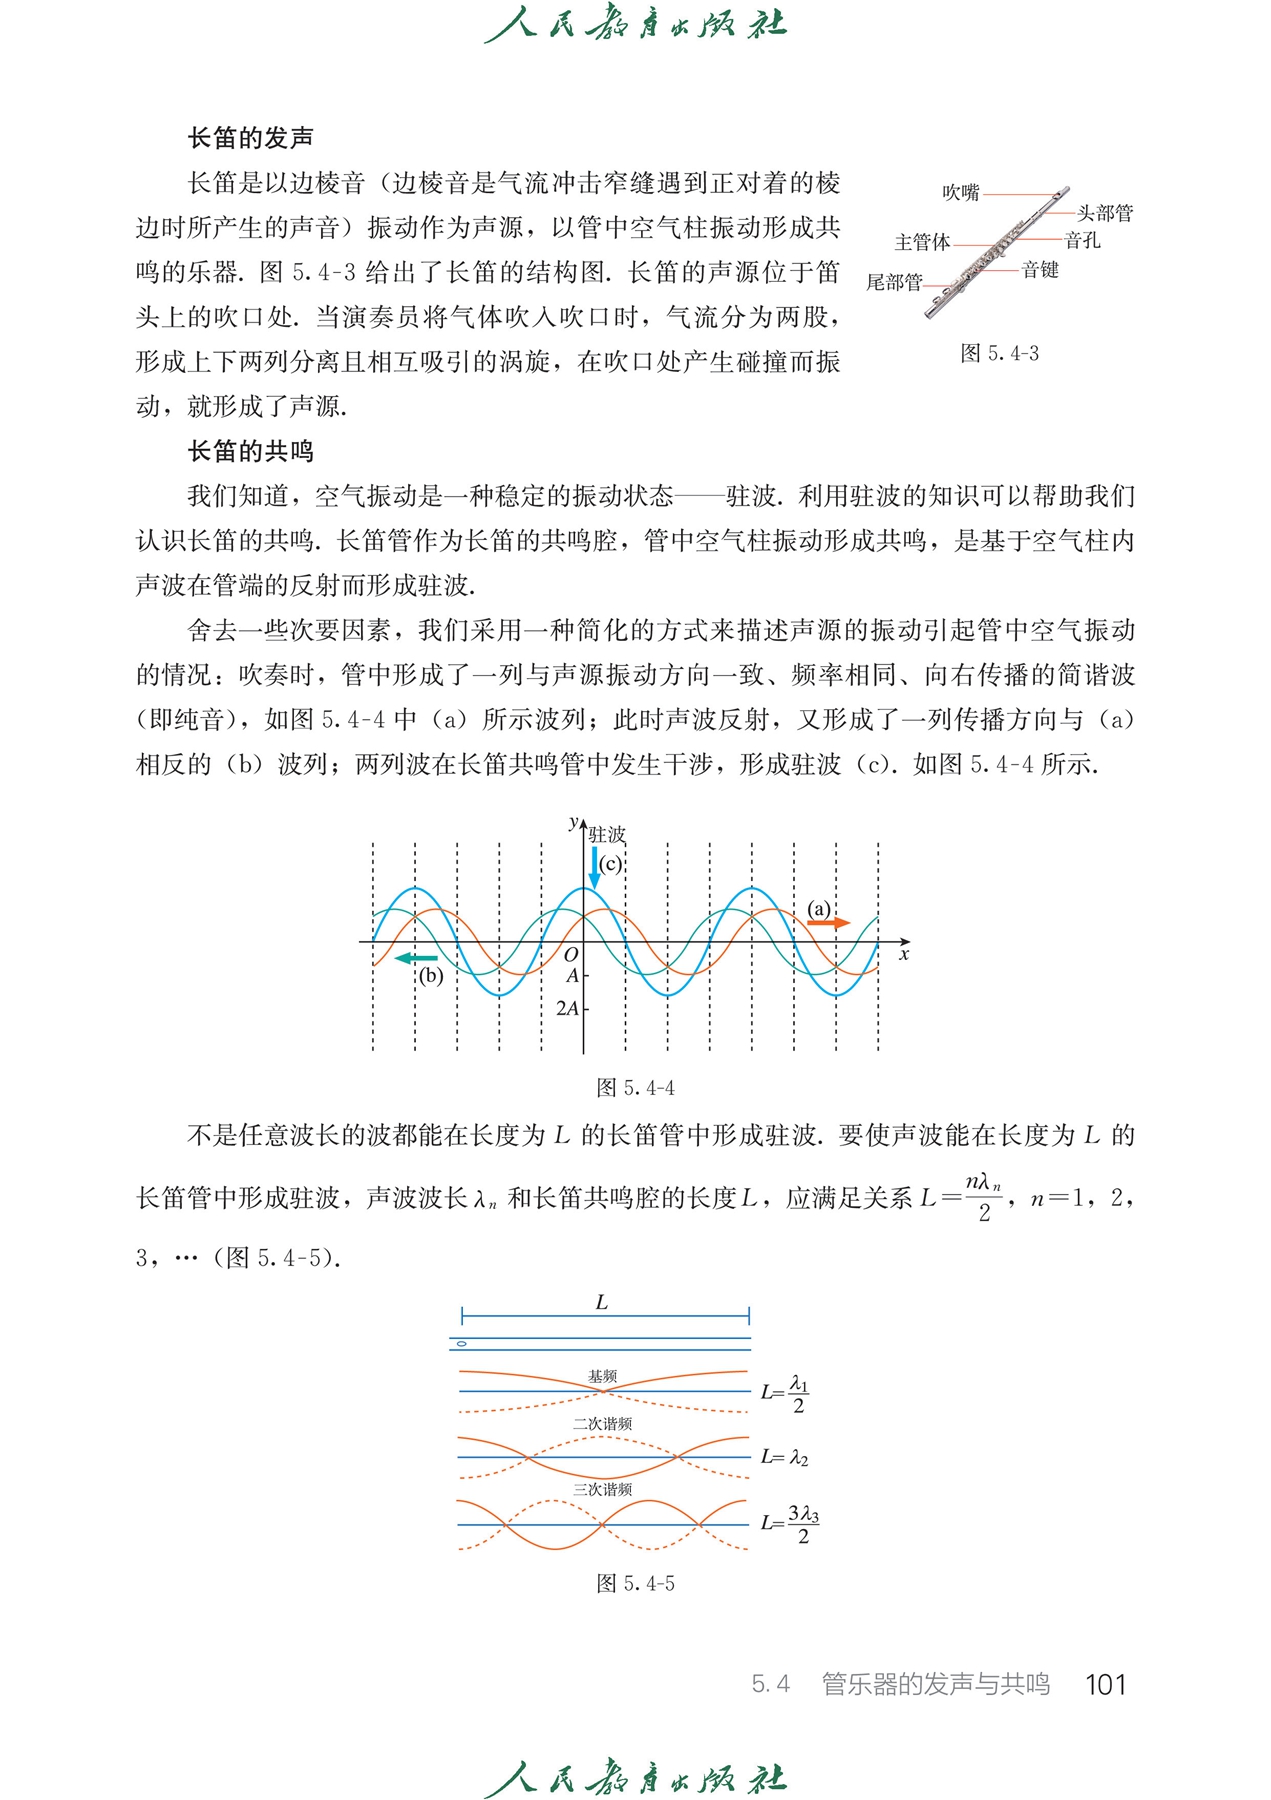 人民教育出版社
长笛的发声
长笛是以边棱音（边棱音是气流冲击窄缝遇到正对着的棱
边时所产生的声音）振动作为声源，以管中空气柱振动形成共
鸣的乐器. 图 5.4-3 给出了长笛的结构图. 长笛的声源位于笛
头上的吹口处. 当演奏员将气体吹入吹口时，气流分为两股，
形成上下两列分离且相互吸引的涡旋，在吹口处产生碰撞而振
动，就形成了声源.
吹嘴
头部管
主管体
音孔
音键
尾部管
图 5.4-3
长笛的共鸣
我们知道，空气振动是一种稳定的振动状态——驻波. 利用驻波的知识可以帮助我们
认识长笛的共鸣. 长笛管作为长笛的共鸣腔，管中空气柱振动形成共鸣，是基于空气柱内
声波在管端的反射而形成驻波.
舍去一些次要因素，我们采用一种简化的方式来描述声源的振动引起管中空气振动
的情况：吹奏时，管中形成了一列与声源振动方向一致、频率相同、向右传播的简谐波
（即纯音），如图 5.4-4 中（a）所示波列；此时声波反射，又形成了一列传播方向与（a）
相反的（b）波列；两列波在长笛共鸣管中发生干涉，形成驻波（c）. 如图 5.4-4 所示.
y
驻波
(c)
(a)
O
x
A
(b)
2A
图 5.4-4
不是任意波长的波都能在长度为 L 的长笛管中形成驻波. 要使声波能在长度为 L 的
长笛管中形成驻波，声波波长 λₙ 和长笛共鸣腔的长度 L，应满足关系 L=nλₙ/2，n=1，2，
3，…（图 5.4-5）.
L
基频
L=λ₁/2
二次谐频
L=λ₂
三次谐频
L=3λ₃/2
图 5.4-5
5.4 管乐器的发声与共鸣 101
人民教育出版社